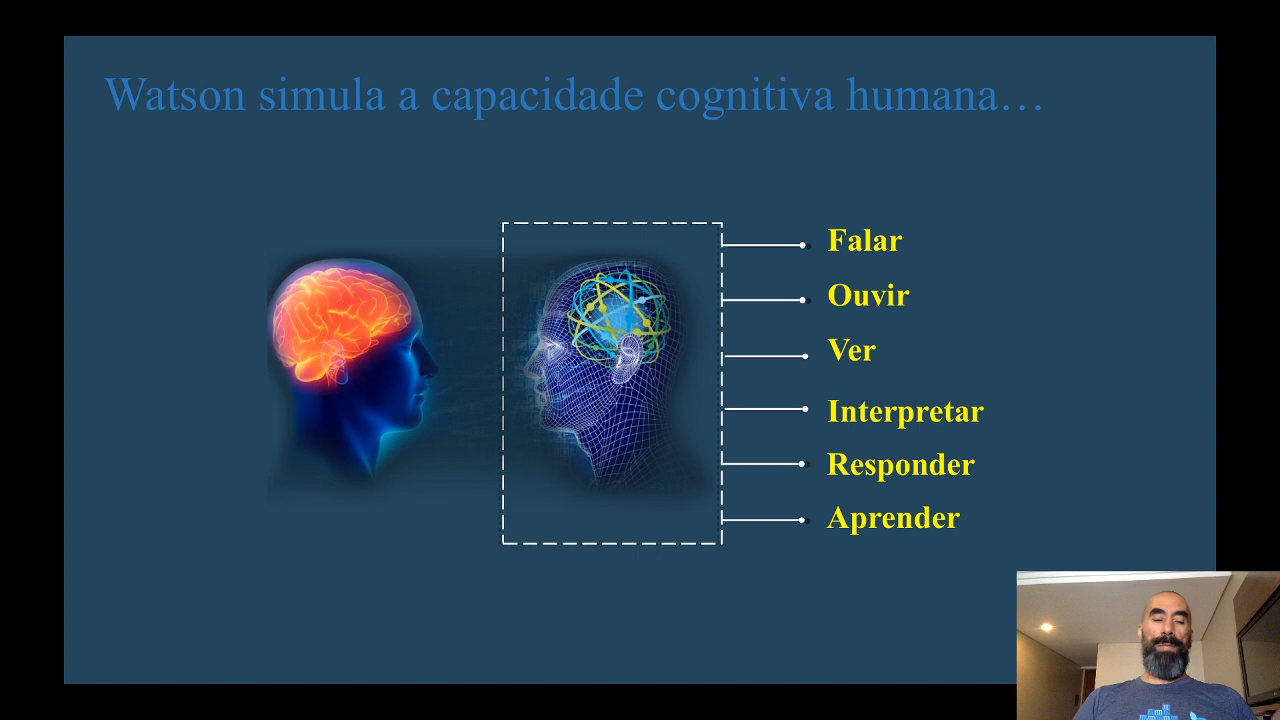 Watson simula a capacidade cognitiva humana…
Falar
Ouvir
Ver
Interpretar
Responder
Aprender